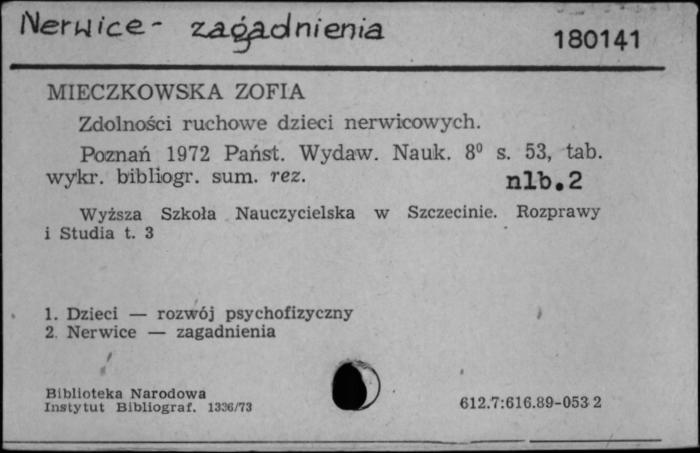 Nerwice - zagadnienia
180141
MIECZKOWSKA ZOFIA
Zdolności ruchowe dzieci nerwicowych.
Poznań 1972 Państ. Wydaw. Nauk. 8⁰ s. 53, tab.
wykr. bibliogr. sum. rez. nlb.2
Wyższa Szkoła Nauczycielska w Szczecinie. Rozprawy
i Studia t. 3
1. Dzieci — rozwój psychofizyczny
2. Nerwice — zagadnienia
Biblioteka Narodowa
Instytut Bibliograf. 1336/73
612.7:616.89-053 2